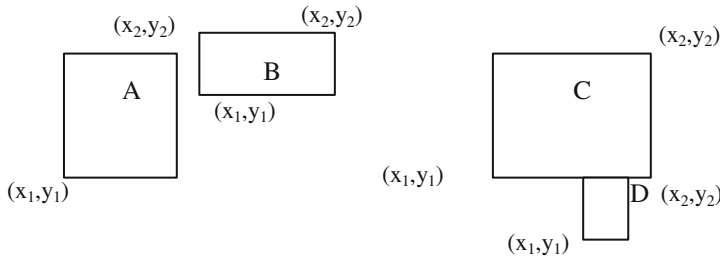 (x₂,y₂)
(x₂,y₂)
(x₂,y₂)
A
B
C
(x₁,y₁)
(x₁,y₁)
(x₁,y₁)
D
(x₂,y₂)
(x₁,y₁)